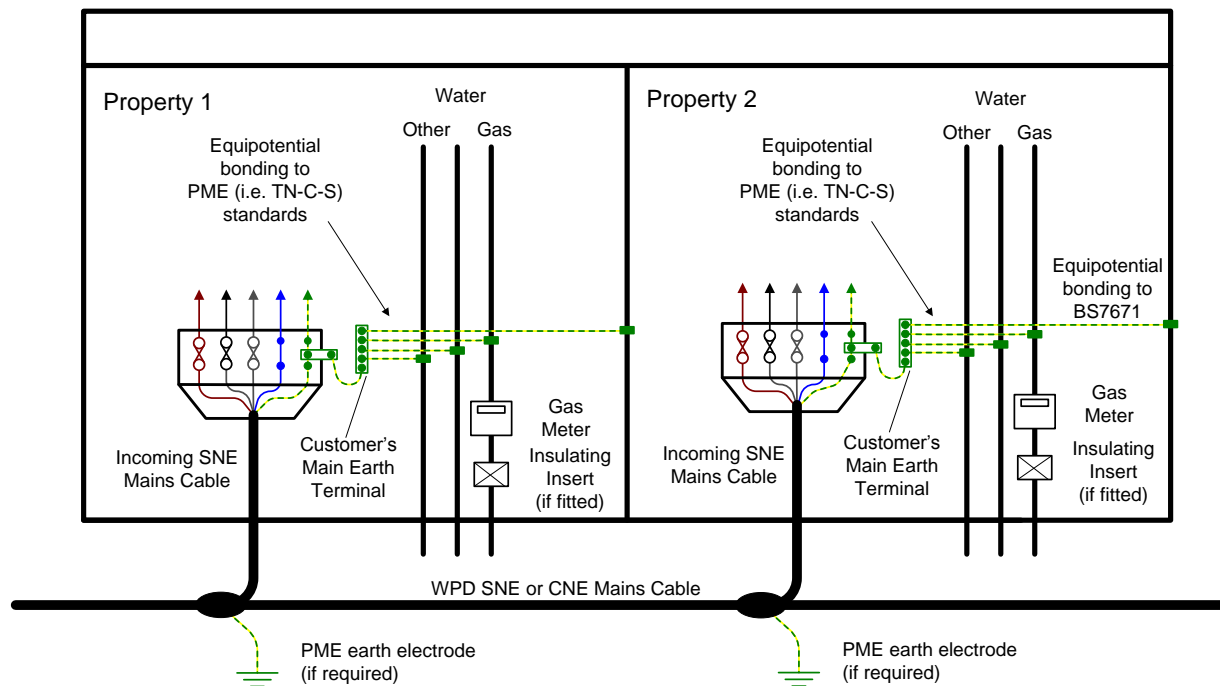 Property 1
Water
Other
Gas
Equipotential
bonding to
PME (i.e. TN-C-S)
standards
Incoming SNE
Mains Cable
Customer's
Main Earth
Terminal
Gas
Meter
Insulating
Insert
(if fitted)
Property 2
Water
Other
Gas
Equipotential
bonding to
PME (i.e. TN-C-S)
standards
Equipotential
bonding to
BS7671
Incoming SNE
Mains Cable
Customer's
Main Earth
Terminal
Gas
Meter
Insulating
Insert
(if fitted)
WPD SNE or CNE Mains Cable
PME earth electrode
(if required)
PME earth electrode
(if required)